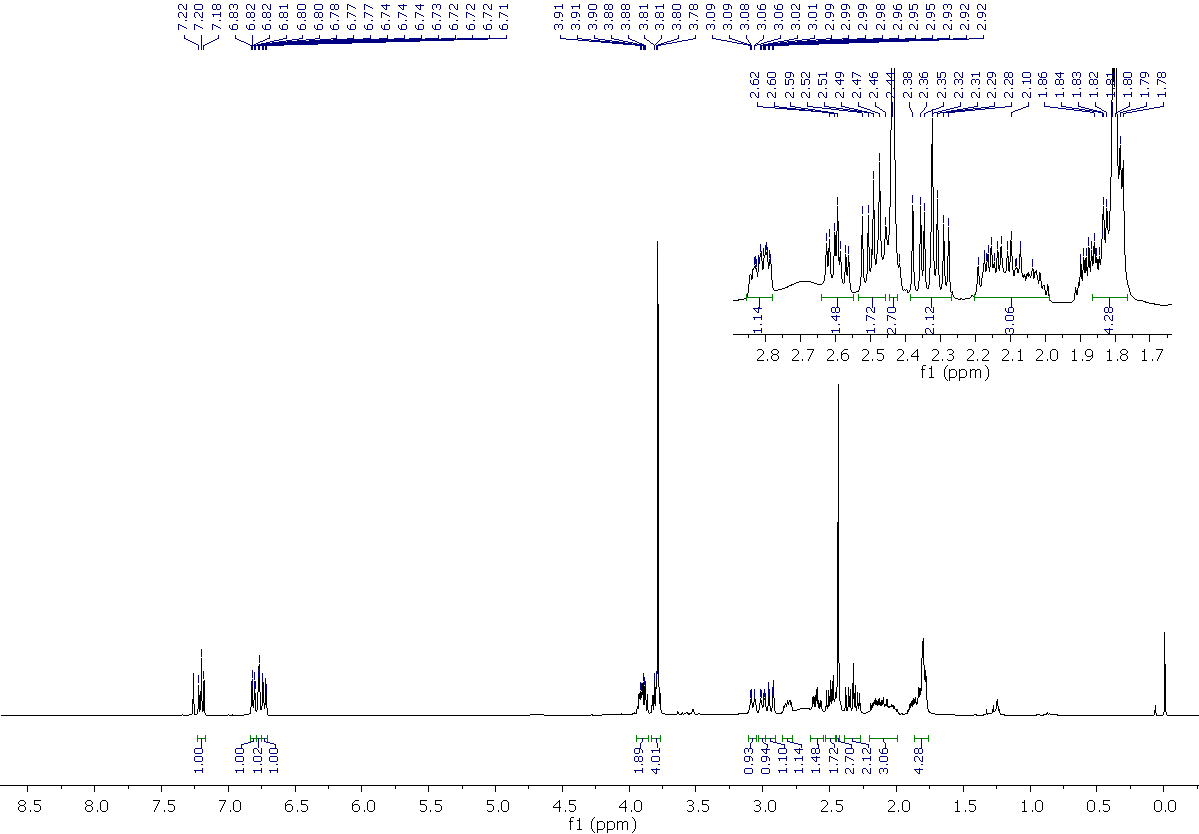 7.22 7.20 7.18 6.83 6.82 6.82 6.81 6.80 6.80 6.78 6.77 6.77 6.74 6.74 6.74 6.73 6.72 6.72 6.72 6.71 3.91 3.91 3.90 3.88 3.88 3.81 3.81 3.80 3.78 3.09 3.09 3.08 3.06 3.06 3.02 3.01 2.99 2.99 2.99 2.98 2.96 2.95 2.95 2.93 2.92 2.92
2.62 2.60 2.59 2.52 2.51 2.49 2.47 2.46 2.44 2.38 2.36 2.35 2.32 2.31 2.29 2.28 2.10 1.86 1.84 1.83 1.82 1.81 1.80 1.79 1.78
1.14 1.48 1.72 2.70 2.12 3.06 4.28
2.8 2.7 2.6 2.5 2.4 2.3 2.2 2.1 2.0 1.9 1.8 1.7
f1 (ppm)
1.00 1.00 1.02 1.00 1.89 4.01 0.93 0.94 1.10 1.14 1.48 1.72 2.70 2.12 3.06 4.28
8.5 8.0 7.5 7.0 6.5 6.0 5.5 5.0 4.5 4.0 3.5 3.0 2.5 2.0 1.5 1.0 0.5 0.0
f1 (ppm)